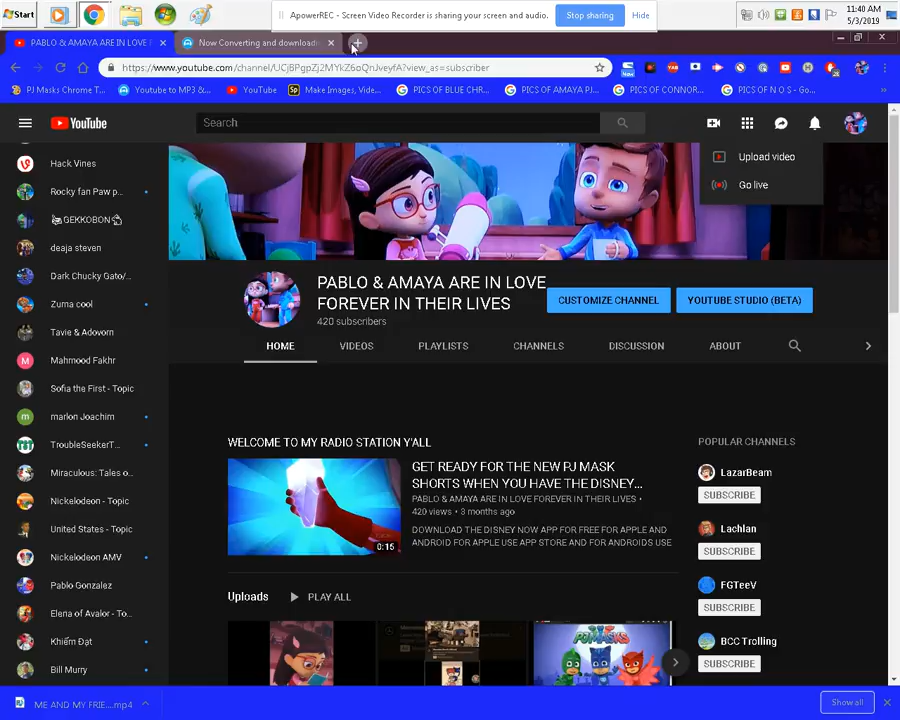 Start
ApowerREC - Screen Video Recorder is sharing your screen and audio.
Stop sharing
Hide
11:40 AM
5/3/2019
PABLO & AMAYA ARE IN LOVE F
Now Converting and downloadi
https://www.youtube.com/channel/UCjBPgpZj2MYkZ6oQnJveyfA?view_as=subscriber
PJ Masks Chrome T...
Youtube to MP3 &...
YouTube
Make Images, Vide...
PICS OF BLUE CHR...
PICS OF AMAYA PJ...
PICS OF CONNOR...
PICS OF N O S - Go...
YouTube
Search
Upload video
Go live
Hack Vines
Rocky fan Paw p...
GEKKOBON
deaja steven
Dark Chucky Gato/...
Zuma cool
Tavie & Adovorn
Mahmood Fakhr
Sofia the First - Topic
marlon Joachim
TroubleSeekerT...
Miraculous: Tales o...
Nickelodeon - Topic
United States - Topic
Nickelodeon AMV
Pablo Gonzalez
Elena of Avalor - To...
Khiêm Đạt
Bill Murry
PABLO & AMAYA ARE IN LOVE
FOREVER IN THEIR LIVES
420 subscribers
CUSTOMIZE CHANNEL
YOUTUBE STUDIO (BETA)
HOME
VIDEOS
PLAYLISTS
CHANNELS
DISCUSSION
ABOUT
WELCOME TO MY RADIO STATION Y'ALL
GET READY FOR THE NEW PJ MASK
SHORTS WHEN YOU HAVE THE DISNEY...
PABLO & AMAYA ARE IN LOVE FOREVER IN THEIR LIVES •
420 views • 3 months ago
DOWNLOAD THE DISNEY NOW APP FOR FREE FOR APPLE AND
ANDROID FOR APPLE USE APP STORE AND FOR ANDROIDS USE
0:15
Uploads
PLAY ALL
PJMASKS
POPULAR CHANNELS
LazarBeam
SUBSCRIBE
Lachlan
SUBSCRIBE
FGTeeV
SUBSCRIBE
BCC Trolling
SUBSCRIBE
ME AND MY FRIE....mp4
Show all